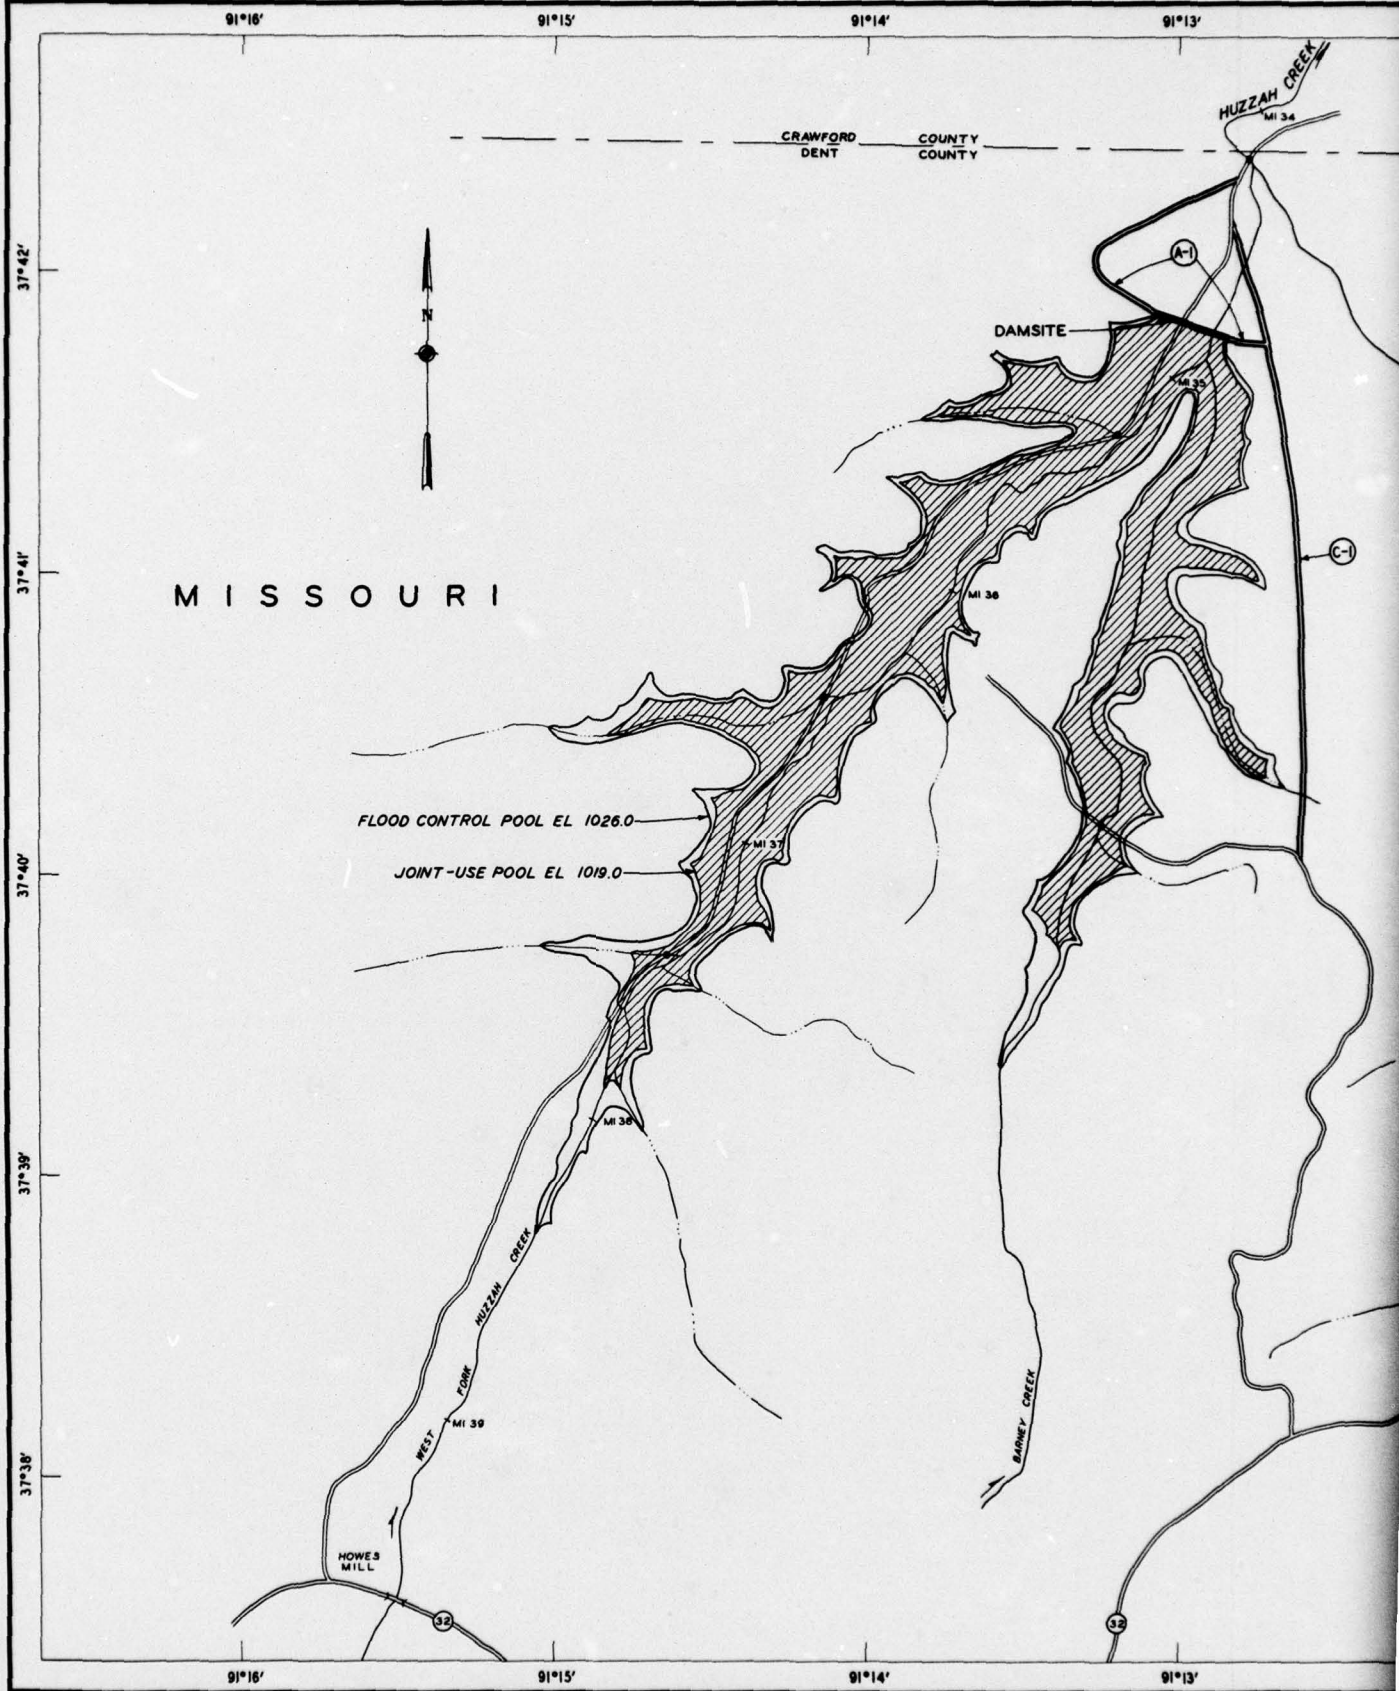 91°16′ 91°15′ 91°14′ 91°13′
HUZZAH CREEK
MI 34
CRAWFORD COUNTY
DENT COUNTY
37°42′
A-1
N
DAMSITE
MI 35
37°41′
C-1
MISSOURI
MI 36
FLOOD CONTROL POOL EL 1026.0
MI 37
JOINT-USE POOL EL 1019.0
37°40′
MI 38
37°39′
WEST FORK HUZZAH CREEK
MI 39
BARNEY CREEK
37°38′
HOWES
MILL
32
32
91°16′ 91°15′ 91°14′ 91°13′